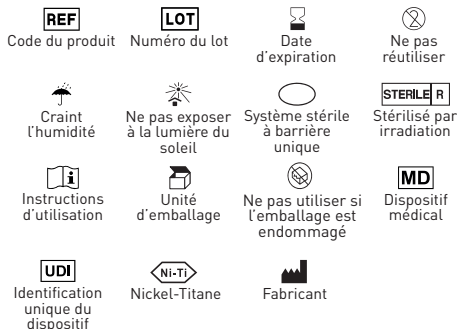 REF
LOT
Code du produit
Numéro du lot
Date
d'expiration
2
Ne pas
réutiliser
Craint
l'humidité
Ne pas exposer
à la lumière du
soleil
Système stérile
à barrière
unique
STERILE R
Stérilisé par
irradiation
i
Instructions
d'utilisation
Unité
d'emballage
Ne pas utiliser si
l'emballage est
endommagé
MD
Dispositif
médical
UDI
Identification
unique du
dispositif
Ni-Ti
Nickel-Titane
Fabricant